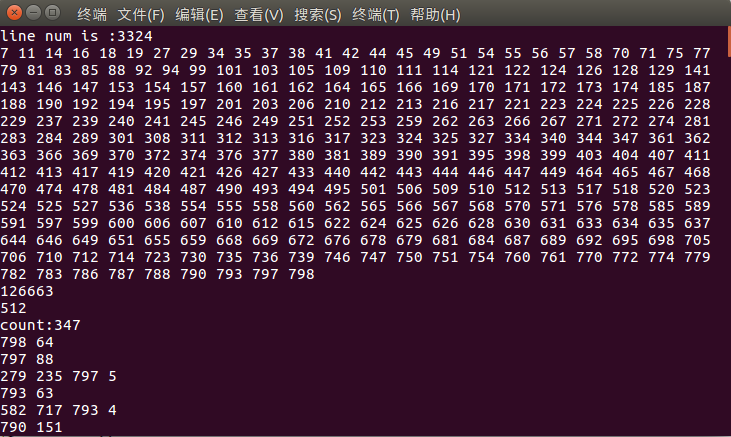 终端 文件(F) 编辑(E) 查看(V) 搜索(S) 终端(T) 帮助(H)
line num is :3324
7 11 14 16 18 19 27 29 34 35 37 38 41 42 44 45 49 51 54 55 56 57 58 70 71 75 77
79 81 83 85 88 92 94 99 101 103 105 109 110 111 114 121 122 124 126 128 129 141
143 146 147 153 154 157 160 161 162 164 165 166 169 170 171 172 173 174 185 187
188 190 192 194 195 197 201 203 206 210 212 213 216 217 221 223 224 225 226 228
229 237 239 240 241 245 246 249 251 252 253 259 262 263 266 267 271 272 274 281
283 284 289 301 308 311 312 313 316 317 323 324 325 327 334 340 344 347 361 362
363 366 369 370 372 374 376 377 380 381 389 390 391 395 398 399 403 404 407 411
412 413 417 419 420 421 426 427 433 440 442 443 444 446 447 449 464 465 467 468
470 474 478 481 484 487 490 493 494 495 501 506 509 510 512 513 517 518 520 523
524 525 527 536 538 554 555 558 560 562 565 566 567 568 570 571 576 578 585 589
591 597 599 600 606 607 610 612 615 622 624 625 626 628 630 631 633 634 635 637
644 646 649 651 655 659 668 669 672 676 678 679 681 684 687 689 692 695 698 705
706 710 712 714 723 730 735 736 739 746 747 750 751 754 760 761 770 772 774 779
782 783 786 787 788 790 793 797 798
126663
512
count:347
798 64
797 88
279 235 797 5
793 63
582 717 793 4
790 151